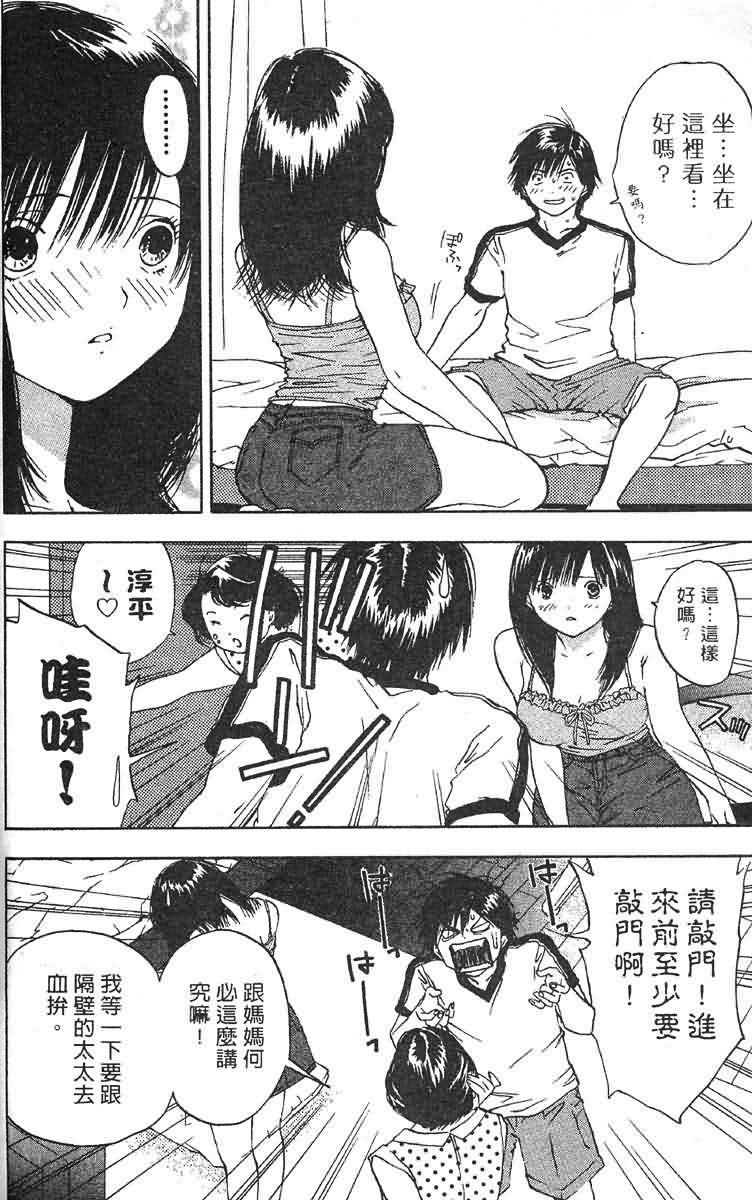 坐…坐在
這裡看…
好嗎？
要嗎？
ぽふっ
………
這…這樣
好嗎？
ズッ
淳平
～♡
哇呀！
請敲門！進
來前至少要
敲門啊！
はーっ
はーっ
跟媽媽何
必這麼講
究嘛！
我等一下要跟
隔壁的太太去
血拚。